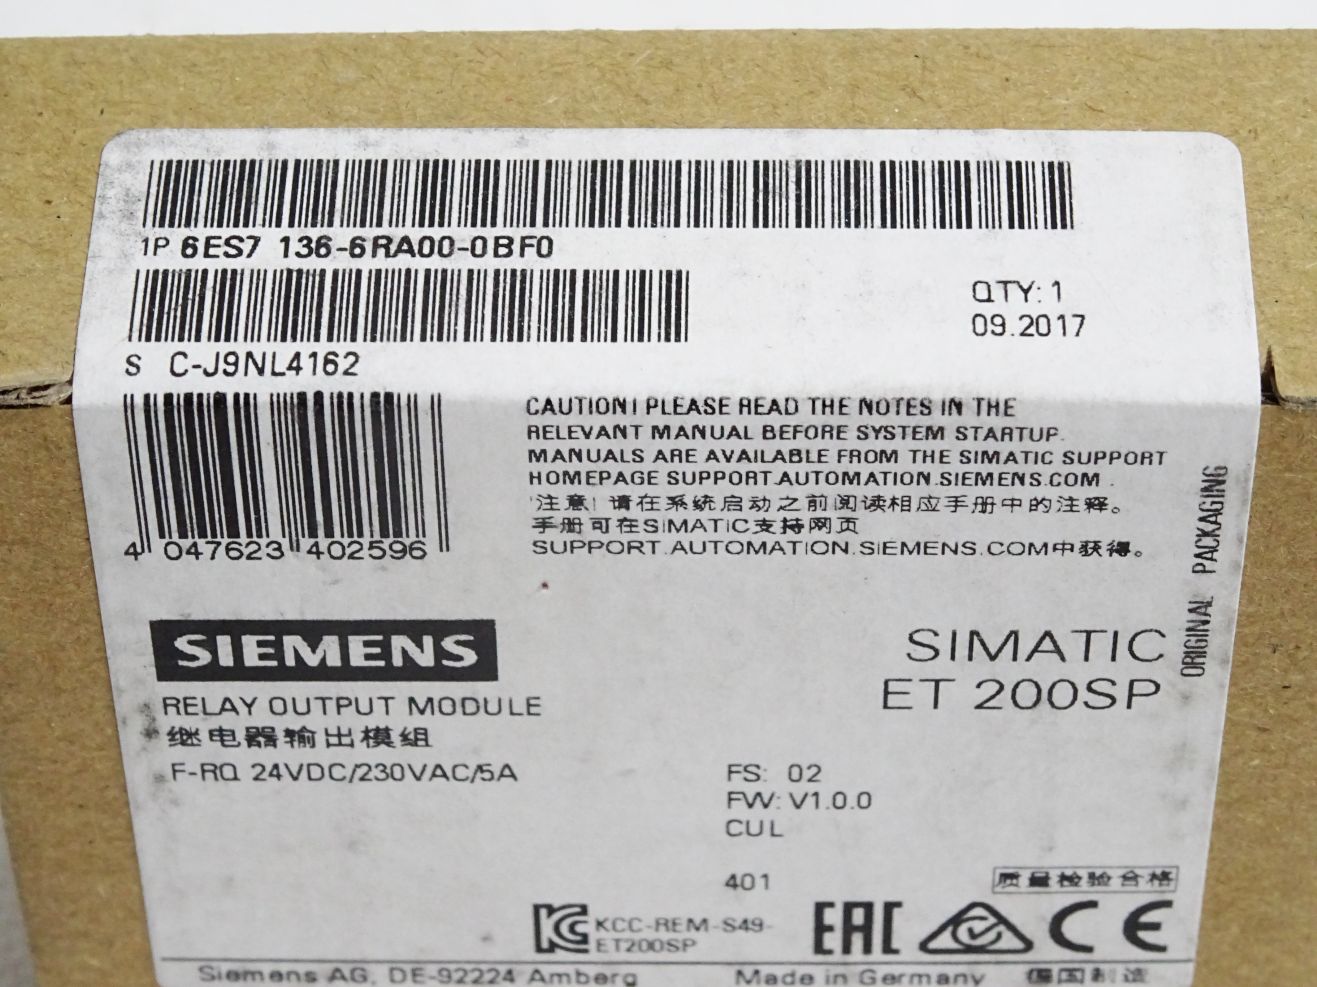 1P 6ES7 136-6RA00-0BF0
QTY: 1
09.2017
S C-J9NL4162
4 047623 402596
CAUTION! PLEASE READ THE NOTES IN THE
RELEVANT MANUAL BEFORE SYSTEM STARTUP.
MANUALS ARE AVAILABLE FROM THE SIMATIC SUPPORT
HOMEPAGE SUPPORT.AUTOMATION.SIEMENS.COM .
注意! 请在系统启动之前阅读相应手册中的注释。
手册可在SIMATIC支持网页
SUPPORT.AUTOMATION.SIEMENS.COM中获得。
ORIGINAL PACKAGING
SIEMENS
SIMATIC
ET 200SP
RELAY OUTPUT MODULE
继电器输出模组
F-RQ 24VDC/230VAC/5A
FS: 02
FW: V1.0.0
CUL
401
质量检验合格
KC KCC-REM-S49-
ET200SP
EAC CE
Siemens AG, DE-92224 Amberg Made in Germany 德国制造